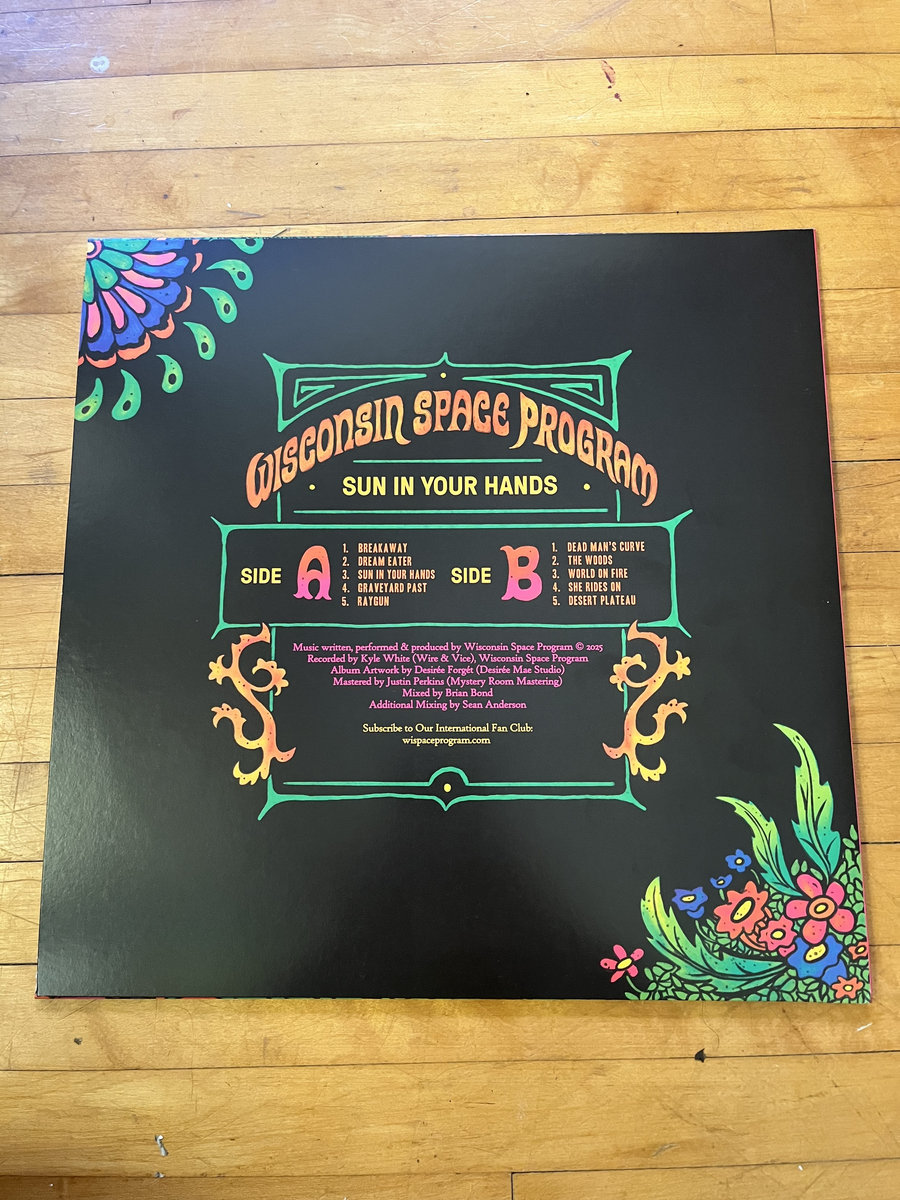 WISCONSIN SPACE PROGRAM
SUN IN YOUR HANDS
SIDE A
1. BREAKAWAY
2. DREAM EATER
3. SUN IN YOUR HANDS
4. GRAVEYARD PAST
5. RAYGUN
SIDE B
1. DEAD MAN'S CURVE
2. THE WOODS
3. WORLD ON FIRE
4. SHE RIDES ON
5. DESERT PLATEAU
Music written, performed & produced by Wisconsin Space Program © 2025
Recorded by Kyle White (Wire & Vice), Wisconsin Space Program
Album Artwork by Desirée Forgét (Desirée Mae Studio)
Mastered by Justin Perkins (Mystery Room Mastering)
Mixed by Brian Bond
Additional Mixing by Sean Anderson
Subscribe to Our International Fan Club:
wispaceprogram.com